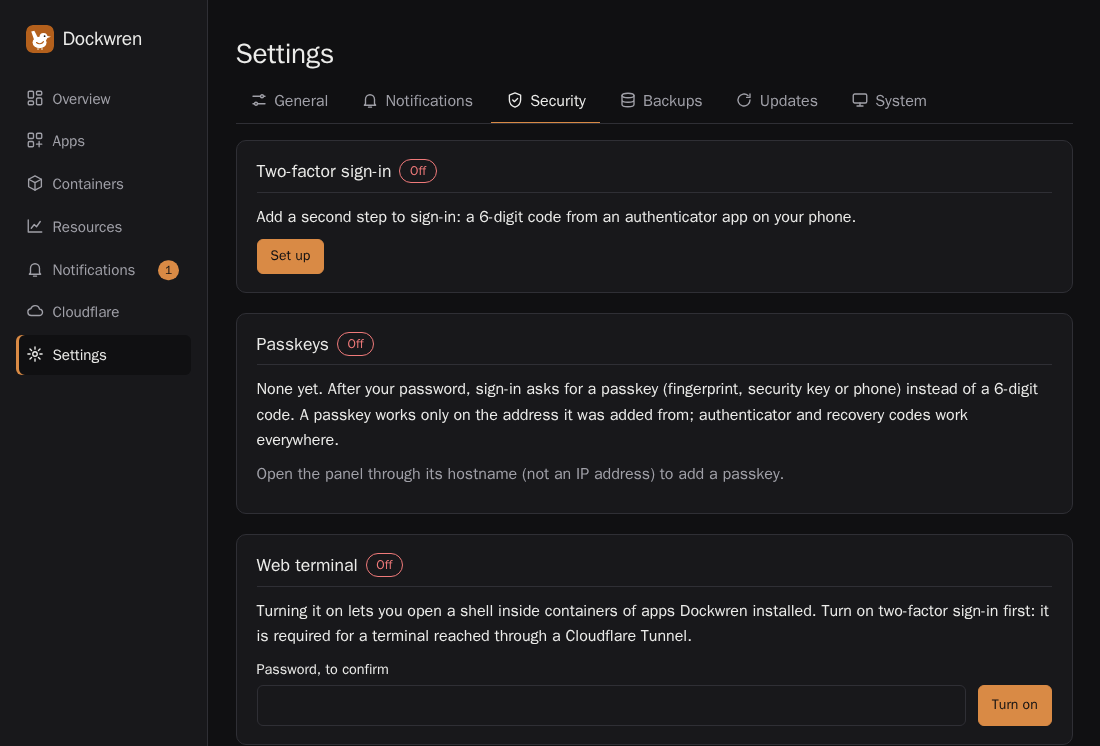 Dockwren
Overview
Apps
Containers
Resources
Notifications 1
Cloudflare
Settings
Settings
General Notifications Security Backups Updates System
Two-factor sign-in Off
Add a second step to sign-in: a 6-digit code from an authenticator app on your phone.
Set up
Passkeys Off
None yet. After your password, sign-in asks for a passkey (fingerprint, security key or phone) instead of a 6-digit
code. A passkey works only on the address it was added from; authenticator and recovery codes work
everywhere.
Open the panel through its hostname (not an IP address) to add a passkey.
Web terminal Off
Turning it on lets you open a shell inside containers of apps Dockwren installed. Turn on two-factor sign-in first: it
is required for a terminal reached through a Cloudflare Tunnel.
Password, to confirm
Turn on